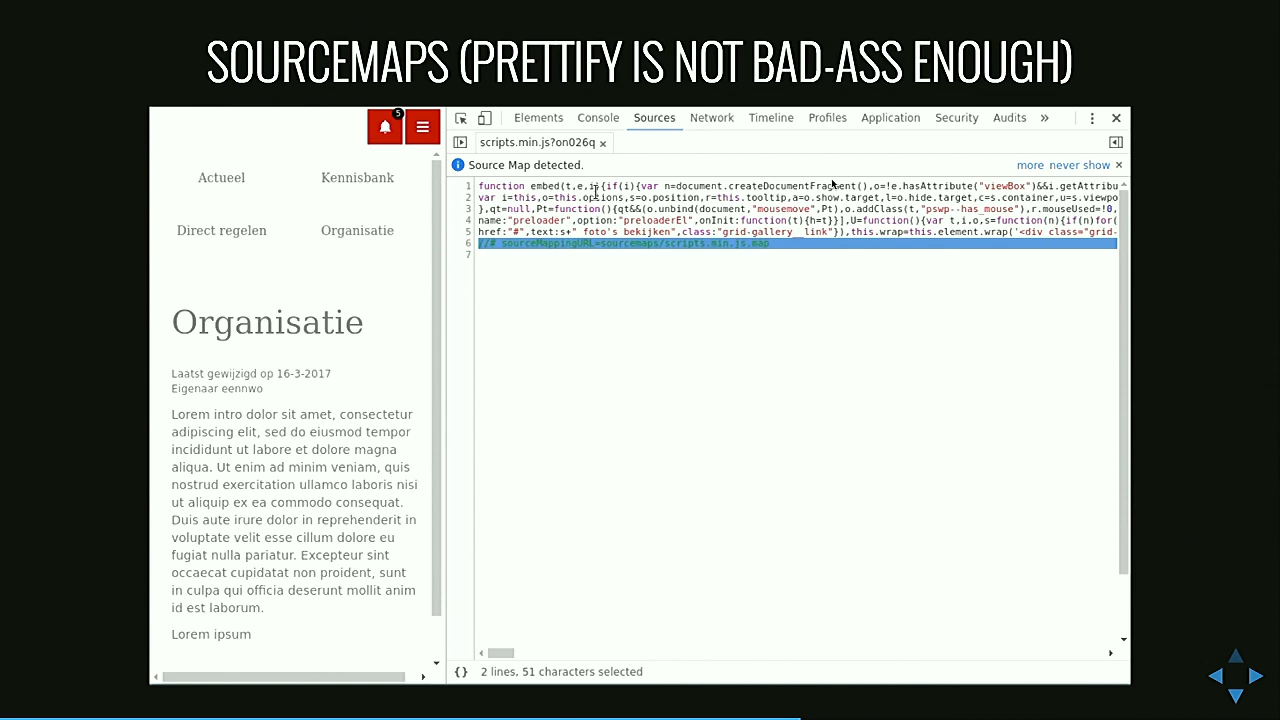 SOURCEMAPS (PRETTIFY IS NOT BAD-ASS ENOUGH)
5
Actueel Kennisbank
Direct regelen Organisatie
Organisatie
Laatst gewijzigd op 16-3-2017
Eigenaar eennwo
Lorem intro dolor sit amet, consectetur
adipiscing elit, sed do eiusmod tempor
incididunt ut labore et dolore magna
aliqua. Ut enim ad minim veniam, quis
nostrud exercitation ullamco laboris nisi
ut aliquip ex ea commodo consequat.
Duis aute irure dolor in reprehenderit in
voluptate velit esse cillum dolore eu
fugiat nulla pariatur. Excepteur sint
occaecat cupidatat non proident, sunt
in culpa qui officia deserunt mollit anim
id est laborum.
Lorem ipsum
Elements Console Sources Network Timeline Profiles Application Security Audits »
scripts.min.js?on026q ×
Source Map detected. more never show ×
1 function embed(t,e,i){if(i){var n=document.createDocumentFragment(),o=!e.hasAttribute("viewBox")&&i.getAttribu
2 var i=this,o=this.options,s=o.position,r=this.tooltip,a=o.show.target,l=o.hide.target,c=s.container,u=s.viewpo
3 },qt=null,Pt=function(){qt&&(o.unbind(document,"mousemove",Pt),o.addClass(t,"pswp--has_mouse"),r.mouseUsed=!0,
4 name:"preloader",option:"preloaderEl",onInit:function(t){h=t}}],U=function(){var t,i,o,s=function(n){if(n)for(
5 href:"#",text:s+" foto's bekijken",class:"grid-gallery__link"}),this.wrap=this.element.wrap('<div class="grid-
6 //# sourceMappingURL=sourcemaps/scripts.min.js.map
7
{} 2 lines, 51 characters selected